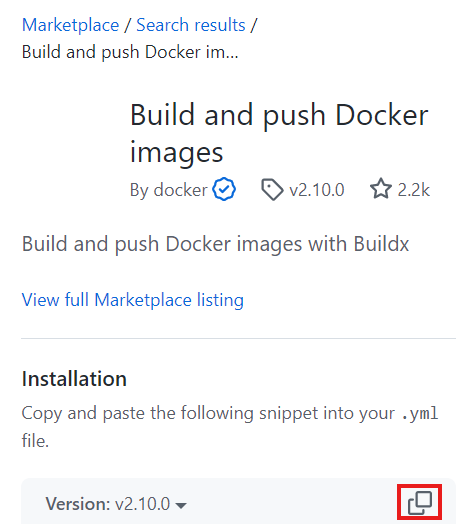 Marketplace / Search results /
Build and push Docker im...
Build and push Docker
images
By docker v2.10.0 2.2k
Build and push Docker images with Buildx
View full Marketplace listing
Installation
Copy and paste the following snippet into your .yml
file.
Version: v2.10.0